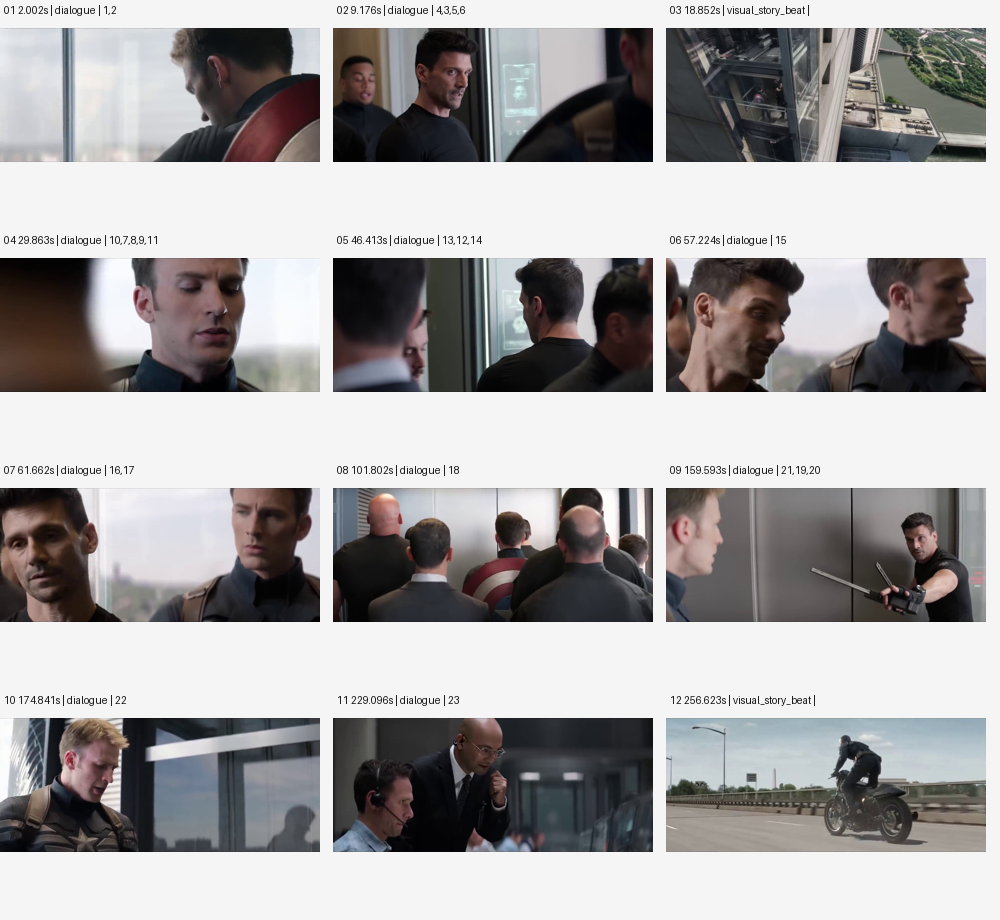 01 2.002s | dialogue | 1,2
02 9.176s | dialogue | 4,3,5,6
03 18.852s | visual_story_beat |
04 29.863s | dialogue | 10,7,8,9,11
05 46.413s | dialogue | 13,12,14
06 57.224s | dialogue | 15
07 61.662s | dialogue | 16,17
08 101.802s | dialogue | 18
09 159.593s | dialogue | 21,19,20
10 174.841s | dialogue | 22
11 229.096s | dialogue | 23
12 256.623s | visual_story_beat |